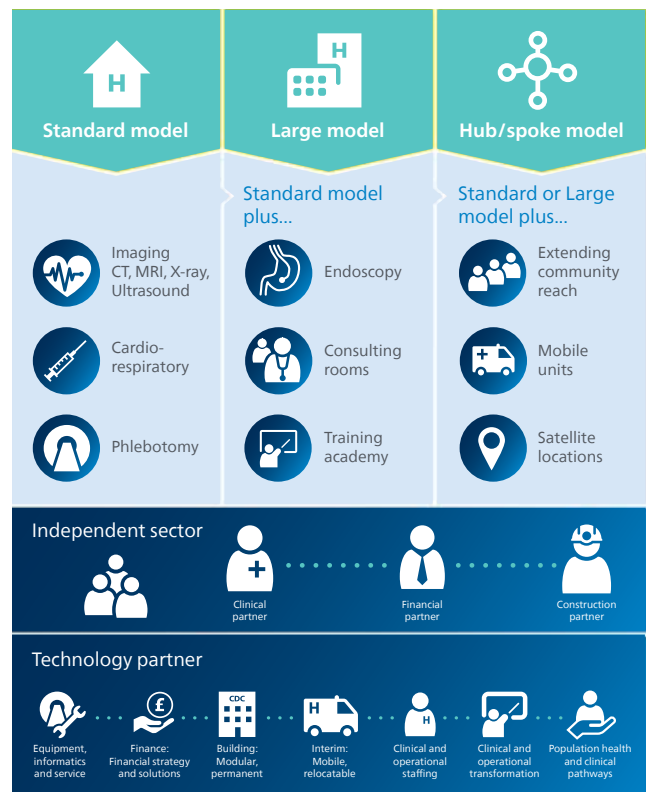 H
H
Standard model
Large model
Hub/spoke model
Standard model
plus...
Standard or Large
model plus...
Imaging
CT, MRI, X-ray,
Ultrasound
Endoscopy
Extending
community
reach
Cardio-
respiratory
Consulting
rooms
Mobile
units
Phlebotomy
Training
academy
Satellite
locations
Independent sector
Clinical
partner
Financial
partner
Construction
partner
Technology partner
£
CDC
H
H
Equipment,
informatics
and service
Finance:
Financial strategy
and solutions
Building:
Modular,
permanent
Interim:
Mobile,
relocatable
Clinical and
operational
staffing
Clinical and
operational
transformation
Population health
and clinical
pathways